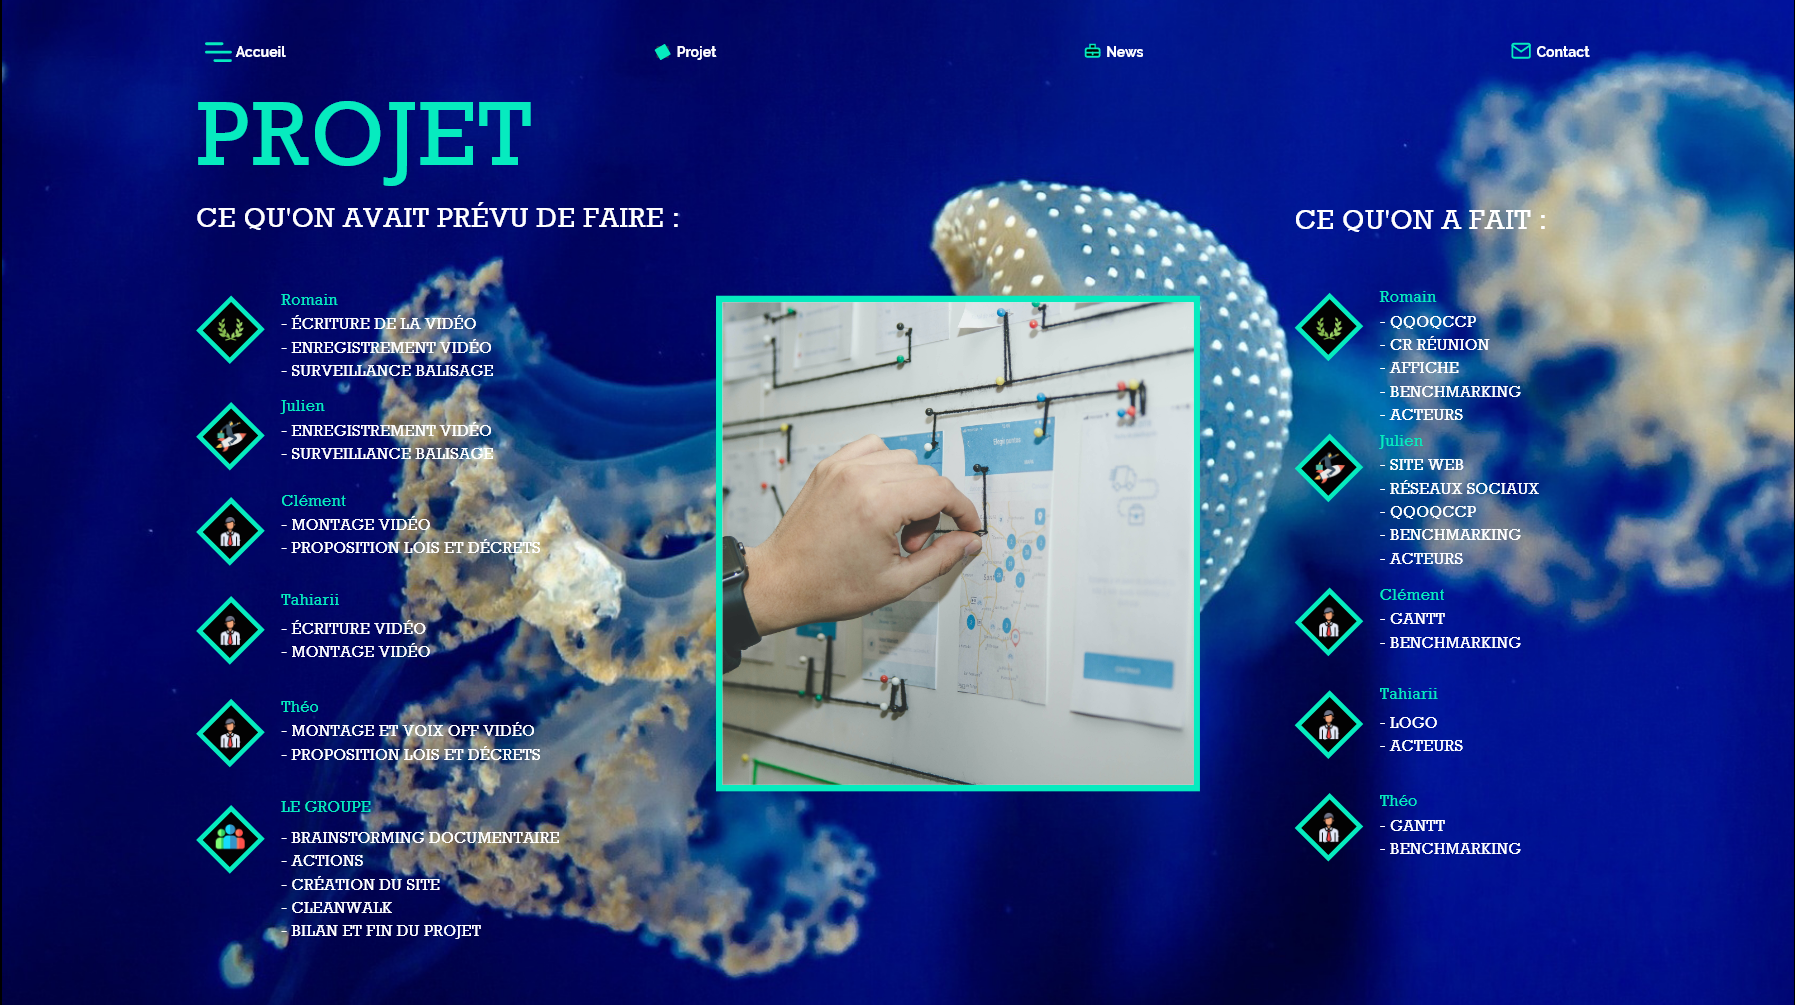 Accueil
Projet
News
Contact
PROJET
CE QU'ON AVAIT PRÉVU DE FAIRE :
Romain
- ÉCRITURE DE LA VIDÉO
- ENREGISTREMENT VIDÉO
- SURVEILLANCE BALISAGE
Julien
- ENREGISTREMENT VIDÉO
- SURVEILLANCE BALISAGE
Clément
- MONTAGE VIDÉO
- PROPOSITION LOIS ET DÉCRETS
Tahiarii
- ÉCRITURE VIDÉO
- MONTAGE VIDÉO
Théo
- MONTAGE ET VOIX OFF VIDÉO
- PROPOSITION LOIS ET DÉCRETS
LE GROUPE
- BRAINSTORMING DOCUMENTAIRE
- ACTIONS
- CRÉATION DU SITE
- CLEANWALK
- BILAN ET FIN DU PROJET
CE QU'ON A FAIT :
Romain
- QQOQCCP
- CR RÉUNION
- AFFICHE
- BENCHMARKING
- ACTEURS
Julien
- SITE WEB
- RÉSEAUX SOCIAUX
- QQOQCCP
- BENCHMARKING
- ACTEURS
Clément
- GANTT
- BENCHMARKING
Tahiarii
- LOGO
- ACTEURS
Théo
- GANTT
- BENCHMARKING